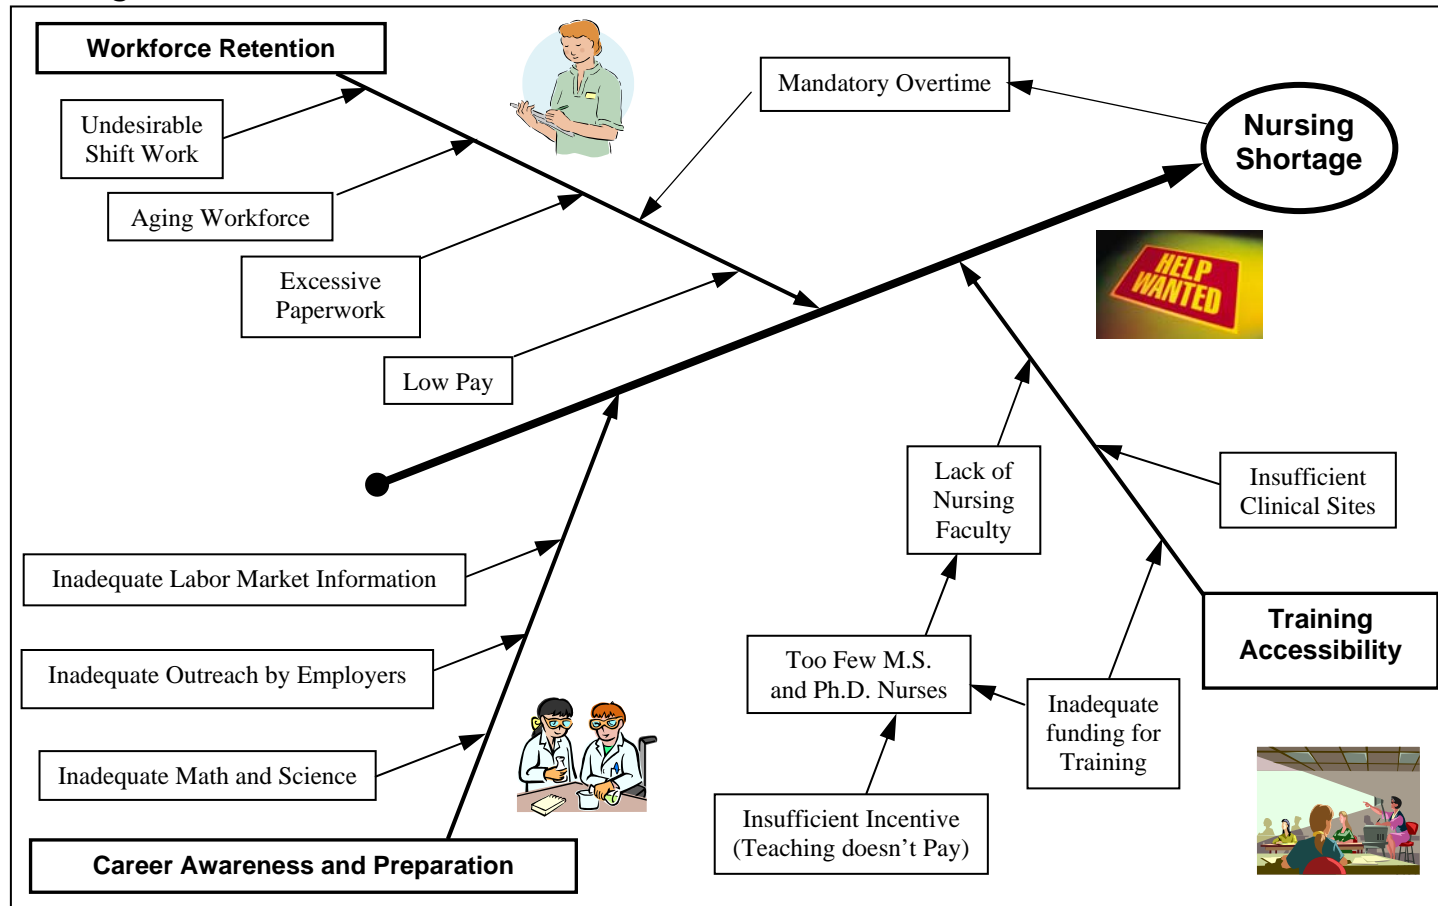 Workforce Retention
Mandatory Overtime
Nursing
Shortage
Undesirable
Shift Work
Aging Workforce
Excessive
Paperwork
HELP
WANTED
Low Pay
Lack of
Nursing
Faculty
Insufficient
Clinical Sites
Inadequate Labor Market Information
Training
Accessibility
Inadequate Outreach by Employers
Too Few M.S.
and Ph.D. Nurses
Inadequate
funding for
Training
Inadequate Math and Science
Insufficient Incentive
(Teaching doesn’t Pay)
Career Awareness and Preparation